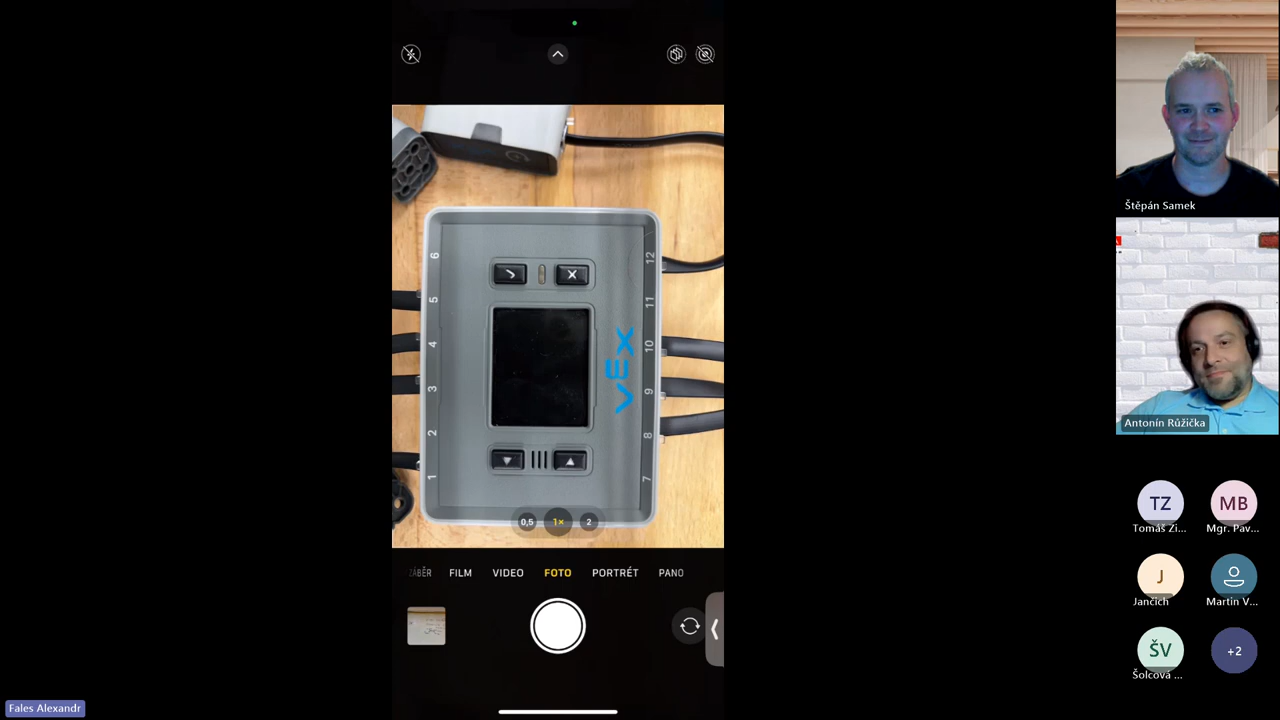 6
5
4
3
2
1
12
11
10
9
8
7
VEX
0,5
1×
2
ZÁBĚR
FILM
VIDEO
FOTO
PORTRÉT
PANO
Štěpán Samek
Antonín Růžička
TZ
Tomáš Zi...
MB
Mgr. Pav...
J
Jančich
Martin V...
ŠV
Šolcová ...
+2
Fales Alexandr